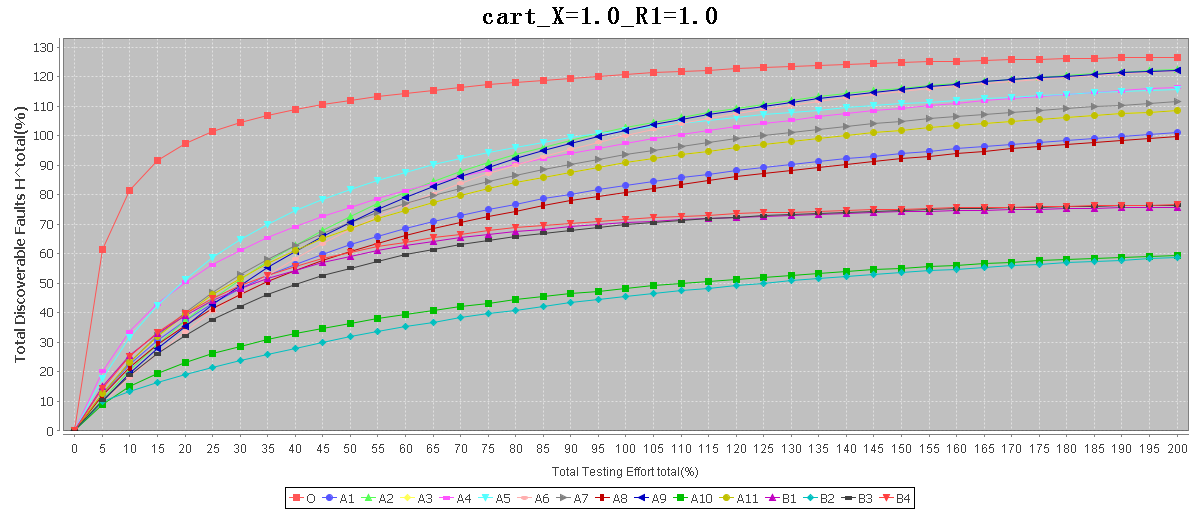 cart_X=1.0_R1=1.0
Total Discoverable Faults H^total(%)
130
120
110
100
90
80
70
60
50
40
30
20
10
0
0 5 10 15 20 25 30 35 40 45 50 55 60 65 70 75 80 85 90 95 100 105 110 115 120 125 130 135 140 145 150 155 160 165 170 175 180 185 190 195 200
Total Testing Effort total(%)
O A1 A2 A3 A4 A5 A6 A7 A8 A9 A10 A11 B1 B2 B3 B4